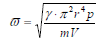 ϖ = √(γ · π²r⁴p / mV)